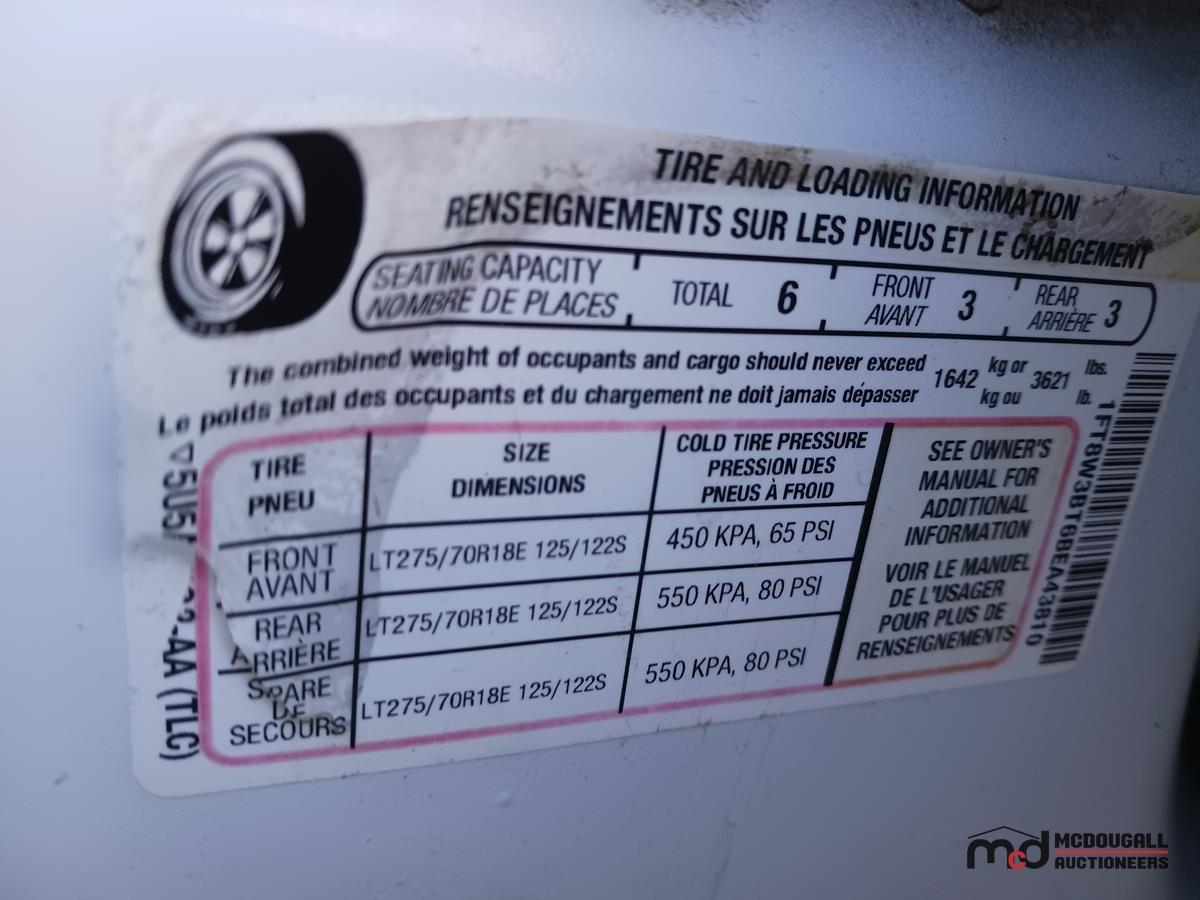 TIRE AND LOADING INFORMATION
RENSEIGNEMENTS SUR LES PNEUS ET LE CHARGEMENT
SEATING CAPACITY
NOMBRE DE PLACES
TOTAL 6
FRONT
AVANT 3
REAR
ARRIÈRE 3
The combined weight of occupants and cargo should never exceed 1642 kg or 3621 lbs.
Le poids total des occupants et du chargement ne doit jamais dépasser kg ou lb.
TIRE
PNEU
SIZE
DIMENSIONS
COLD TIRE PRESSURE
PRESSION DES
PNEUS À FROID
FRONT
AVANT
LT275/70R18E 125/122S
450 KPA, 65 PSI
REAR
ARRIÈRE
LT275/70R18E 125/122S
550 KPA, 80 PSI
SPARE
DE
SECOURS
LT275/70R18E 125/122S
550 KPA, 80 PSI
SEE OWNER'S
MANUAL FOR
ADDITIONAL
INFORMATION
VOIR LE MANUEL
DE L'USAGER
POUR PLUS DE
RENSEIGNEMENTS
1FT8W3BT6BEA43810
(TLC)
mcd
MCDOUGALL
AUCTIONEERS